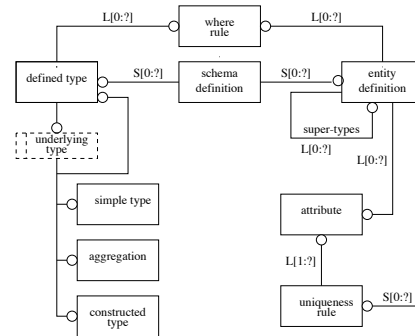 L[0:?]
where
rule
L[0:?]
defined type
S[0:?]
schema
definition
S[0:?]
entity
definition
underlying
type
super-types
L[0:?]
L[0:?]
simple type
attribute
aggregation
L[1:?]
constructed
type
uniqueness
rule
S[0:?]